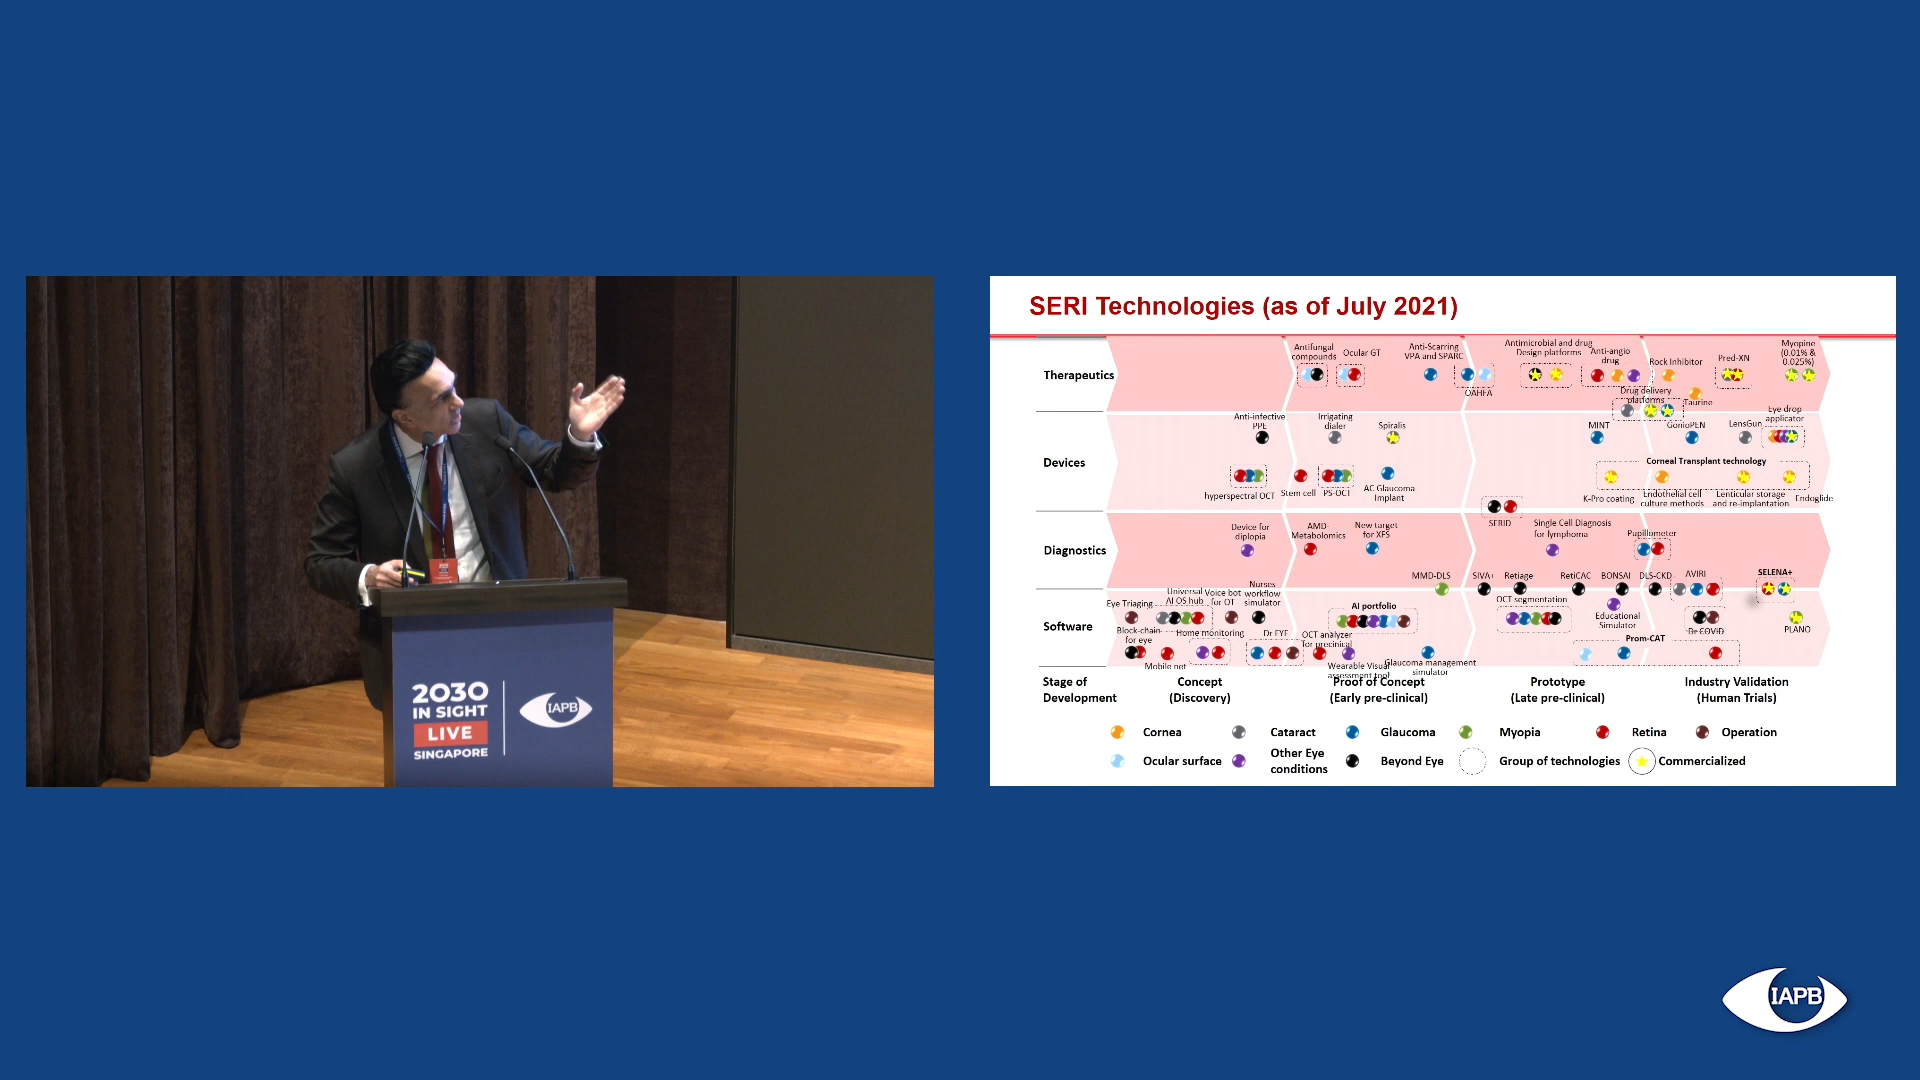 SERI Technologies (as of July 2021)
Therapeutics
Antifungal
compounds
Ocular GT
Anti-Scarring
VPA and SPARC
OAHFA
Antimicrobial and drug
Design platforms
Anti-angio
drug
Rock Inhibitor
Pred-XN
Myopine
(0.01% &
0.025%)
Drug delivery
platforms
Taurine
Devices
Anti-infective
PPE
Irrigating
dialer
Spiralis
MINT
GonioPEN
LensGun
Eye drop
applicator
hyperspectral OCT
Stem cell
PS-OCT
AC Glaucoma
Implant
Corneal Transplant technology
K-Pro coating
Endothelial cell
culture methods
Lenticular storage
and re-implantation
Endoglide
SERID
Diagnostics
Device for
diplopia
AMD-
Metabolomics
New target
for XFS
Single Cell Diagnosis
for lymphoma
Pupillometer
MMD-DLS
SIVA+
Retiage
RetiCAC
BONSAI
DLS-CKD
AVIRI
SELENA+
Software
Eye Triaging
Universal
AI OS hub
Voice bot
for OT
Nurses
workflow
simulator
AI portfolio
OCT segmentation
Educational
Simulator
Dr COVID
PLANO
Block-chain
for eye
Mobile net
Home monitoring
Dr EYE
OCT analyzer
for precinical
Wearable Visual
assessment tool
Glaucoma management
simulator
Prom-CAT
Stage of
Development
Concept
(Discovery)
Proof of Concept
(Early pre-clinical)
Prototype
(Late pre-clinical)
Industry Validation
(Human Trials)
Cornea
Cataract
Glaucoma
Myopia
Retina
Operation
Ocular surface
Other Eye
conditions
Beyond Eye
Group of technologies
Commercialized
2030
IN SIGHT
LIVE
SINGAPORE
IAPB
IAPB